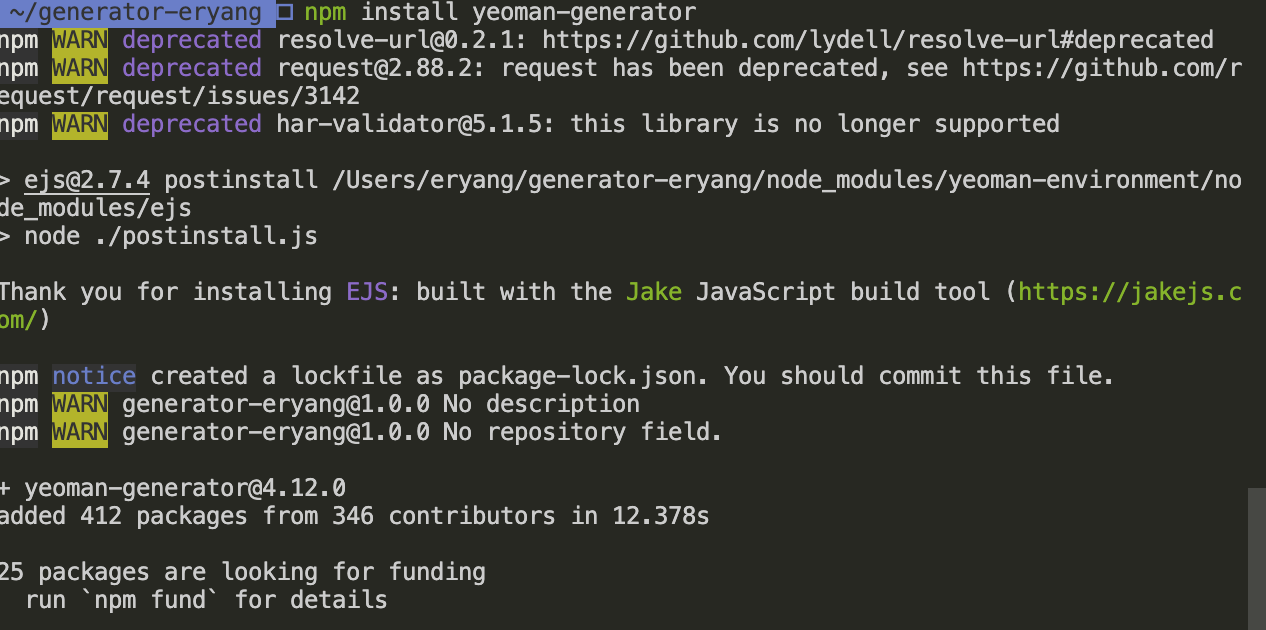 ~/generator-eryang npm install yeoman-generator
npm WARN deprecated resolve-url@0.2.1: https://github.com/lydell/resolve-url#deprecated
npm WARN deprecated request@2.88.2: request has been deprecated, see https://github.com/r
equest/request/issues/3142
npm WARN deprecated har-validator@5.1.5: this library is no longer supported
> ejs@2.7.4 postinstall /Users/eryang/generator-eryang/node_modules/yeoman-environment/no
de_modules/ejs
> node ./postinstall.js
Thank you for installing EJS: built with the Jake JavaScript build tool (https://jakejs.c
om/)
npm notice created a lockfile as package-lock.json. You should commit this file.
npm WARN generator-eryang@1.0.0 No description
npm WARN generator-eryang@1.0.0 No repository field.
+ yeoman-generator@4.12.0
added 412 packages from 346 contributors in 12.378s
25 packages are looking for funding
  run `npm fund` for details